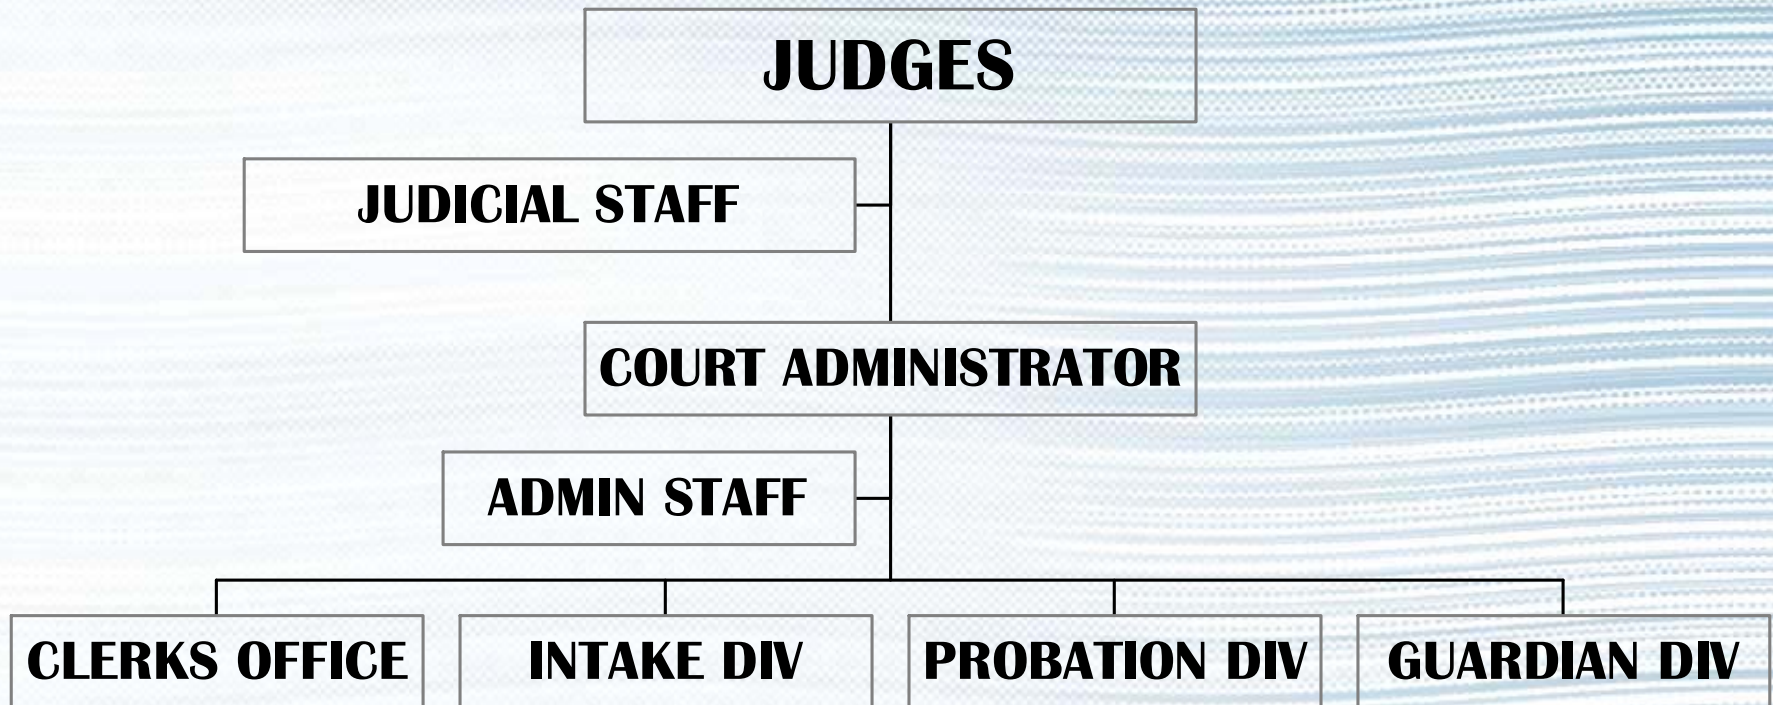 JUDGES
JUDICIAL STAFF
COURT ADMINISTRATOR
ADMIN STAFF
CLERKS OFFICE
INTAKE DIV
PROBATION DIV
GUARDIAN DIV